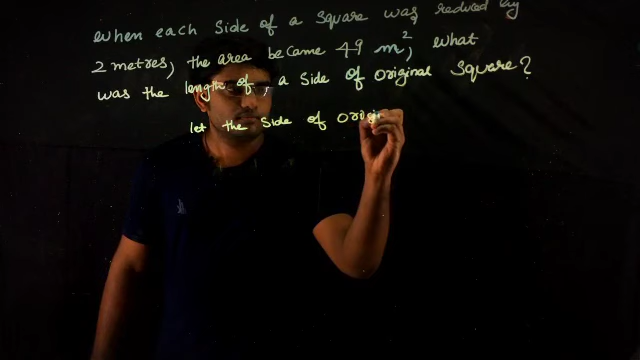 When each side of a square was reduced by
2 metres, the area became 49 m², what
was the length of a side of original square?
let the side of origi